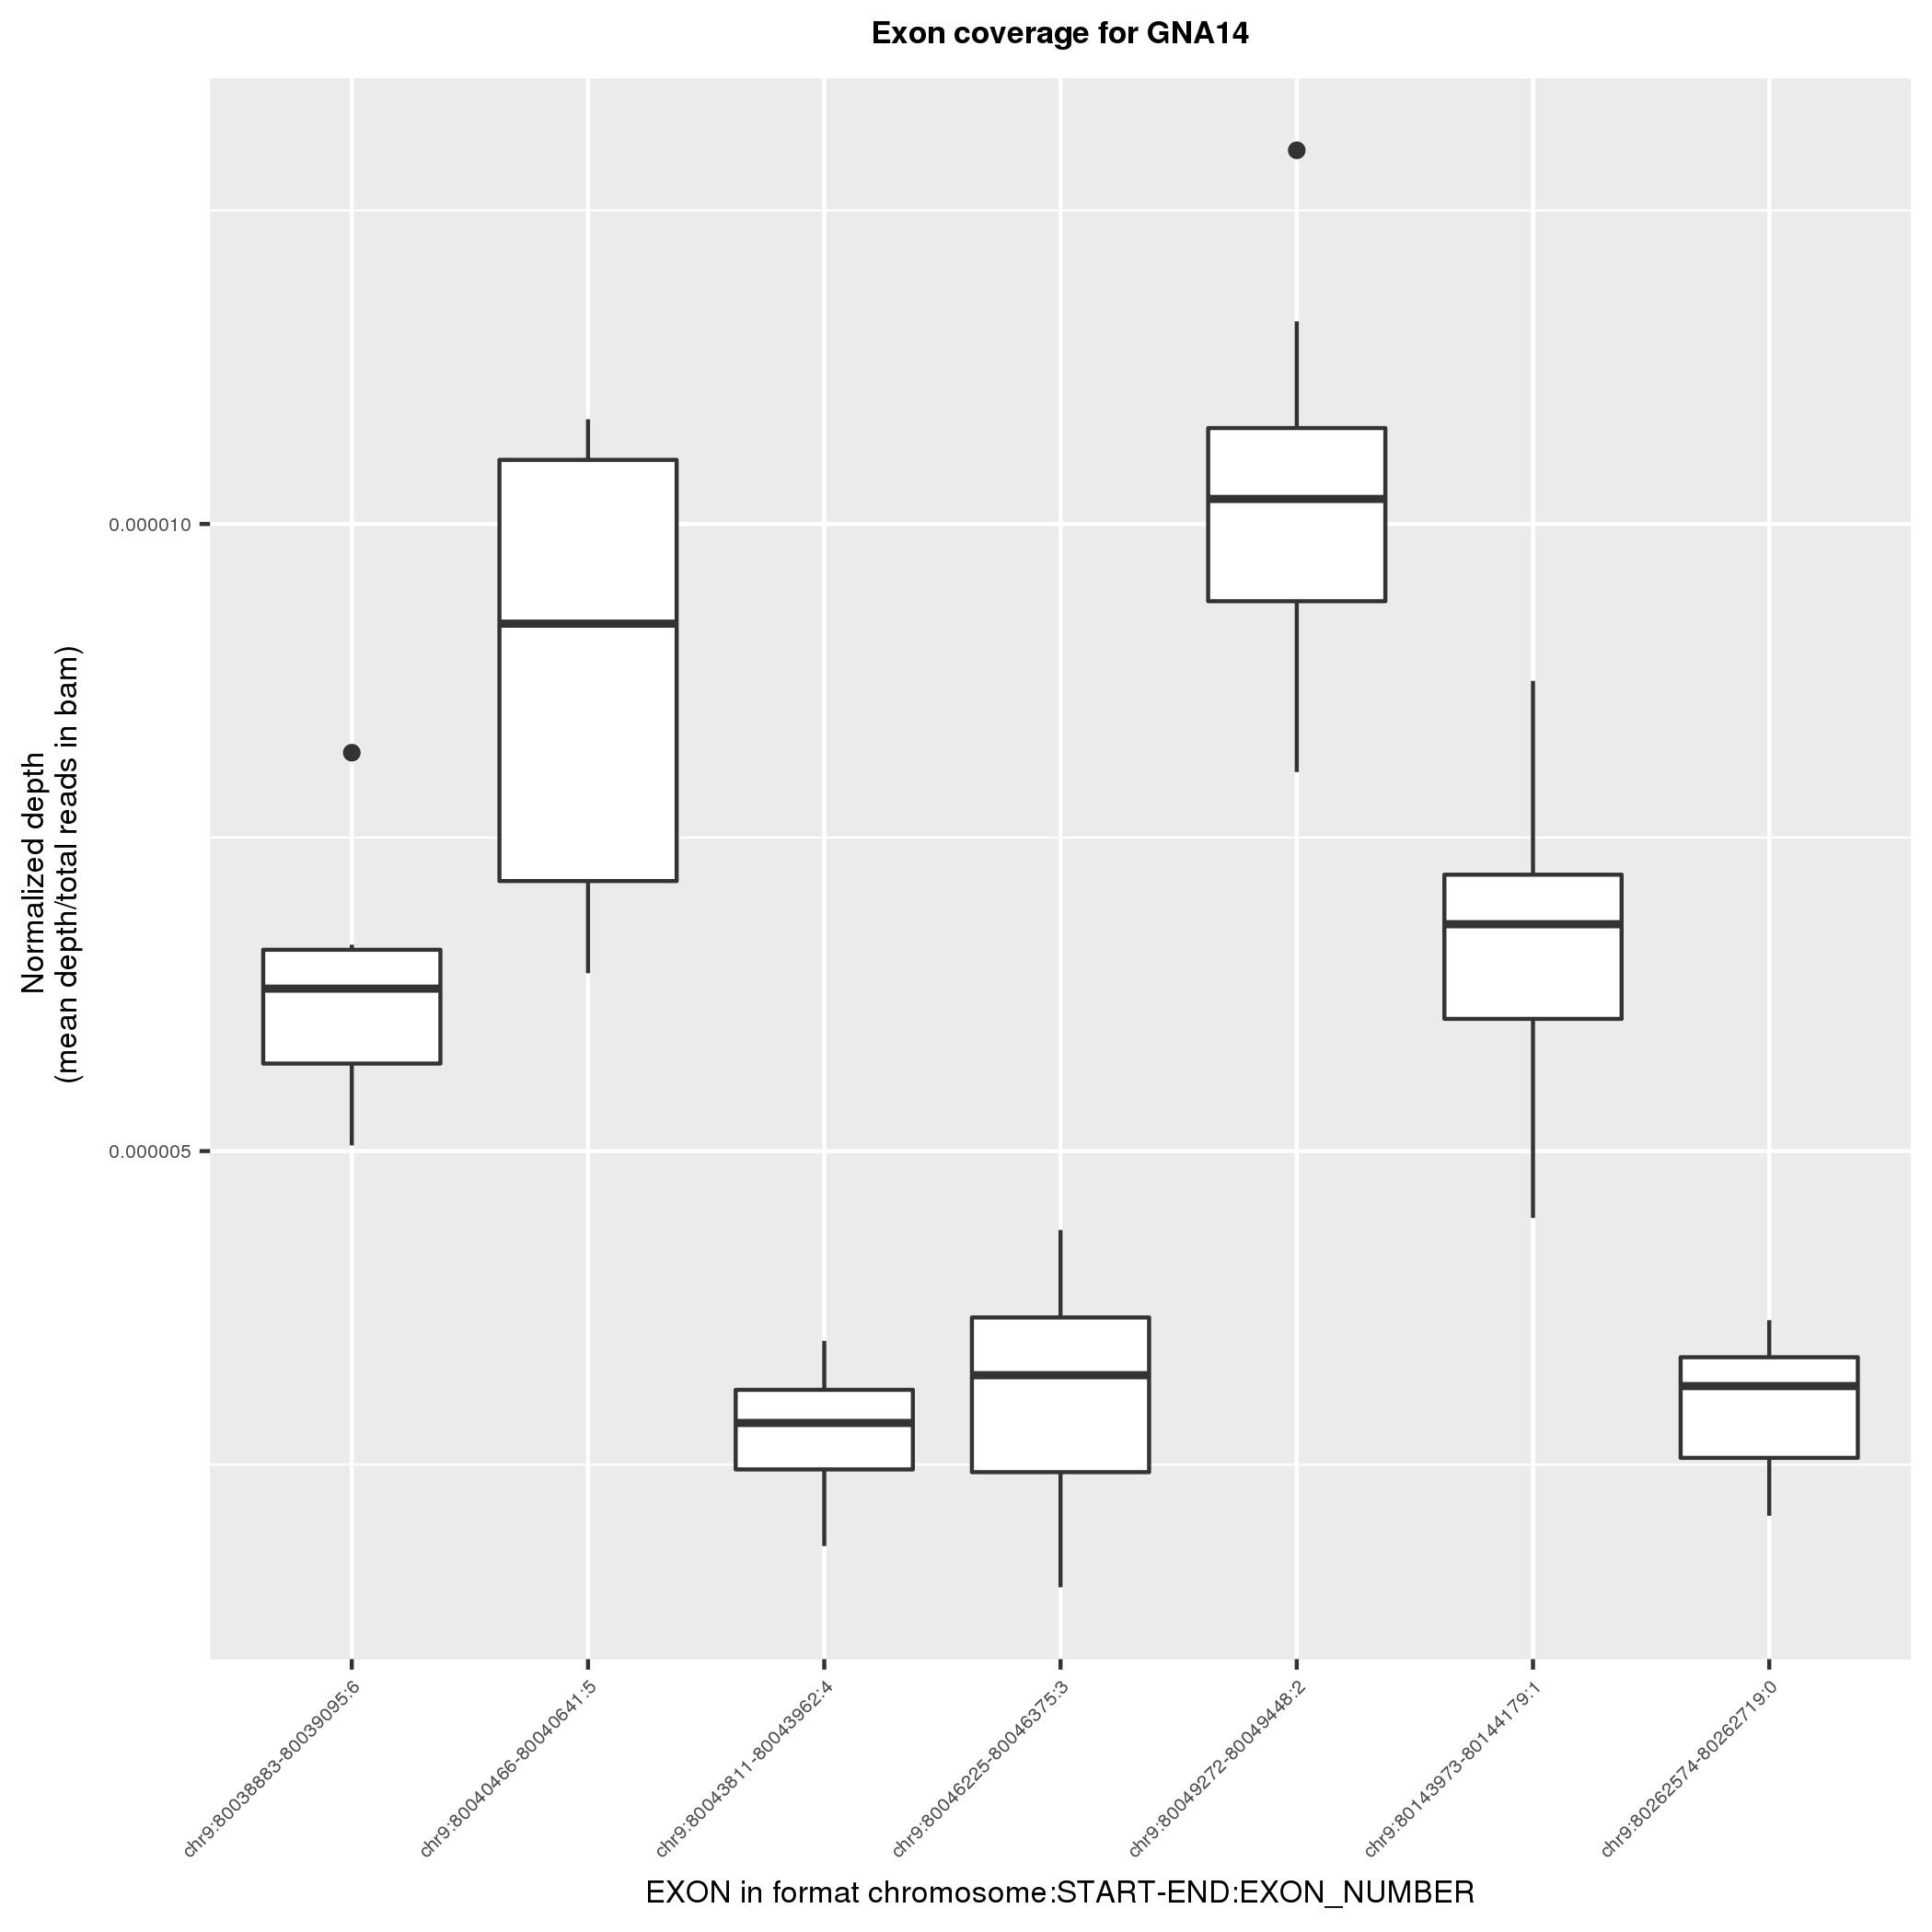 Exon coverage for GNA14
Normalized depth
(mean depth/total reads in bam)
0.000010
0.000005
chr9:80038883-80039095:6
chr9:80040466-80040641:5
chr9:80043811-80043962:4
chr9:80046225-80046375:3
chr9:80049272-80049448:2
chr9:80143973-80144179:1
chr9:80262574-80262719:0
EXON in format chromosome:START-END:EXON_NUMBER